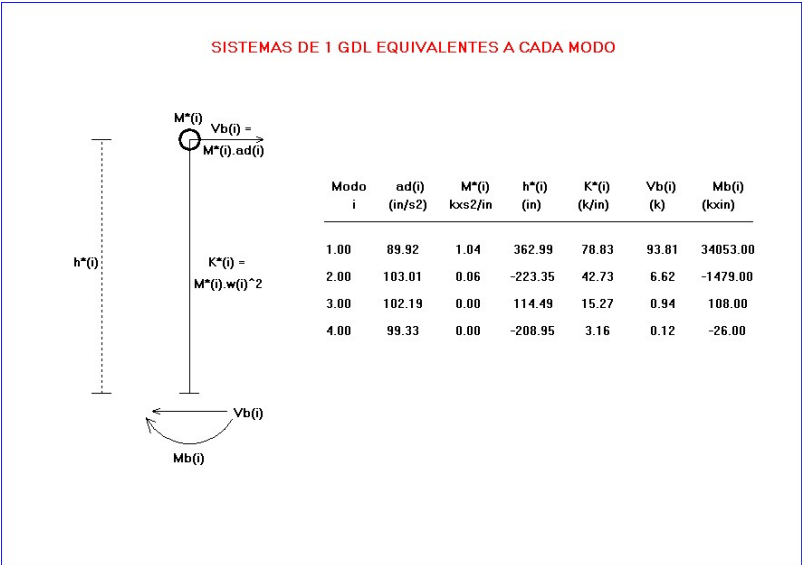 SISTEMAS DE 1 GDL EQUIVALENTES A CADA MODO
M*(i)
Vb(i) =
M*(i).ad(i)
h*(i)
K*(i) =
M*(i).w(i)^2
Vb(i)
Mb(i)
Modo ad(i) M*(i) h*(i) K*(i) Vb(i) Mb(i)
i (in/s2) kxs2/in (in) (k/in) (k) (kxin)
1.00 89.92 1.04 362.99 78.83 93.81 34053.00
2.00 103.01 0.06 -223.35 42.73 6.62 -1479.00
3.00 102.19 0.00 114.49 15.27 0.94 108.00
4.00 99.33 0.00 -208.95 3.16 0.12 -26.00